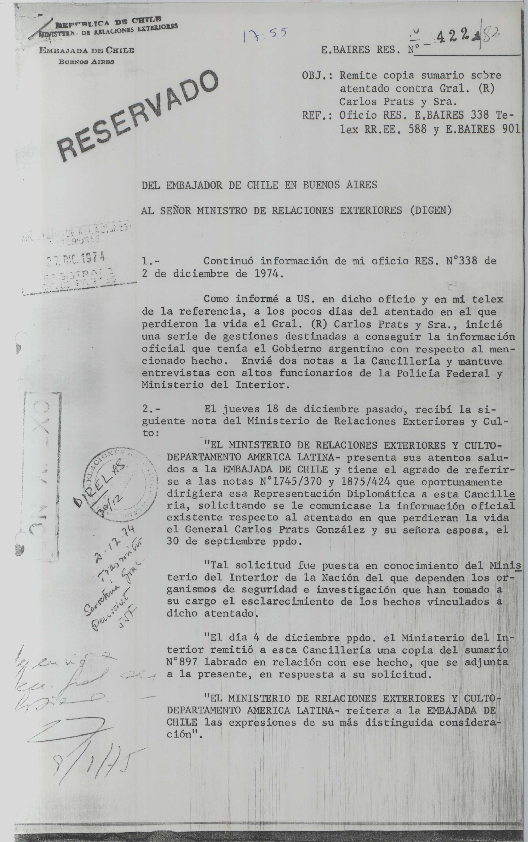 REPUBLICA DE CHILE
MINISTERIO DE RELACIONES EXTERIORES
EMBAJADA DE CHILE
BUENOS AIRES
17.55
E.BAIRES RES. Nº 422/
RESERVADO
OBJ.: Remite copia sumario sobre
atentado contra Gral. (R)
Carlos Prats y Sra.
REF.: Oficio RES. E.BAIRES 338 Te-
lex RR.EE. 588 y E.BAIRES 901
DEL EMBAJADOR DE CHILE EN BUENOS AIRES
AL SEÑOR MINISTRO DE RELACIONES EXTERIORES (DIGEN)
27 DIC. 1974
1.- Continuó información de mi oficio RES. N°338 de
2 de diciembre de 1974.
Como informé a US. en dicho oficio y en mi telex
de la referencia, a los pocos días del atentado en el que
perdieron la vida el Gral. (R) Carlos Prats y Sra., inicié
una serie de gestiones destinadas a conseguir la información
oficial que tenía el Gobierno argentino con respecto al men-
cionado hecho. Envié dos notas a la Cancillería y mantuve
entrevistas con altos funcionarios de la Policía Federal y
Ministerio del Interior.
2.- El jueves 18 de diciembre pasado, recibí la si-
guiente nota del Ministerio de Relaciones Exteriores y Cul-
to:
"EL MINISTERIO DE RELACIONES EXTERIORES Y CULTO-
DEPARTAMENTO AMERICA LATINA- presenta sus atentos salu-
dos a la EMBAJADA DE CHILE y tiene el agrado de referir-
se a las notas N°1745/370 y 1875/424 que oportunamente
dirigiera esa Representación Diplomática a esta Cancille
ría, solicitando se le comunicase la información oficial
existente respecto al atentado en que perdieran la vida
el General Carlos Prats González y su señora esposa, el
30 de septiembre ppdo.
"Tal solicitud fue puesta en conocimiento del Minis
terio del Interior de la Nación del que dependen los or-
ganismos de seguridad e investigación que han tomado a
su cargo el esclarecimiento de los hechos vinculados a
dicho atentado.
"El día 4 de diciembre ppdo. el Ministerio del In-
terior remitió a esta Cancillería una copia del sumario
N°897 labrado en relación con ese hecho, que se adjunta
a la presente, en respuesta a su solicitud.
"EL MINISTERIO DE RELACIONES EXTERIORES Y CULTO-
DEPARTAMENTO AMERICA LATINA- reitera a la EMBAJADA DE
CHILE las expresiones de su más distinguida considera-
ción".
DIRELAS
30/12
8/1/75